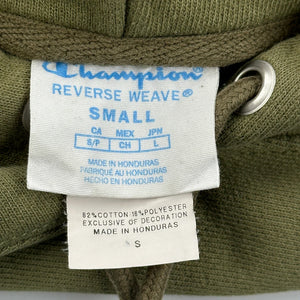 Champion
REVERSE WEAVE®
SMALL
CA MEX JPN
S/P CH L
MADE IN HONDURAS
FABRIQUÉ AU HONDURAS
HECHO EN HONDURAS
82% COTTON·18% POLYESTER
EXCLUSIVE OF DECORATION
MADE IN HONDURAS
S